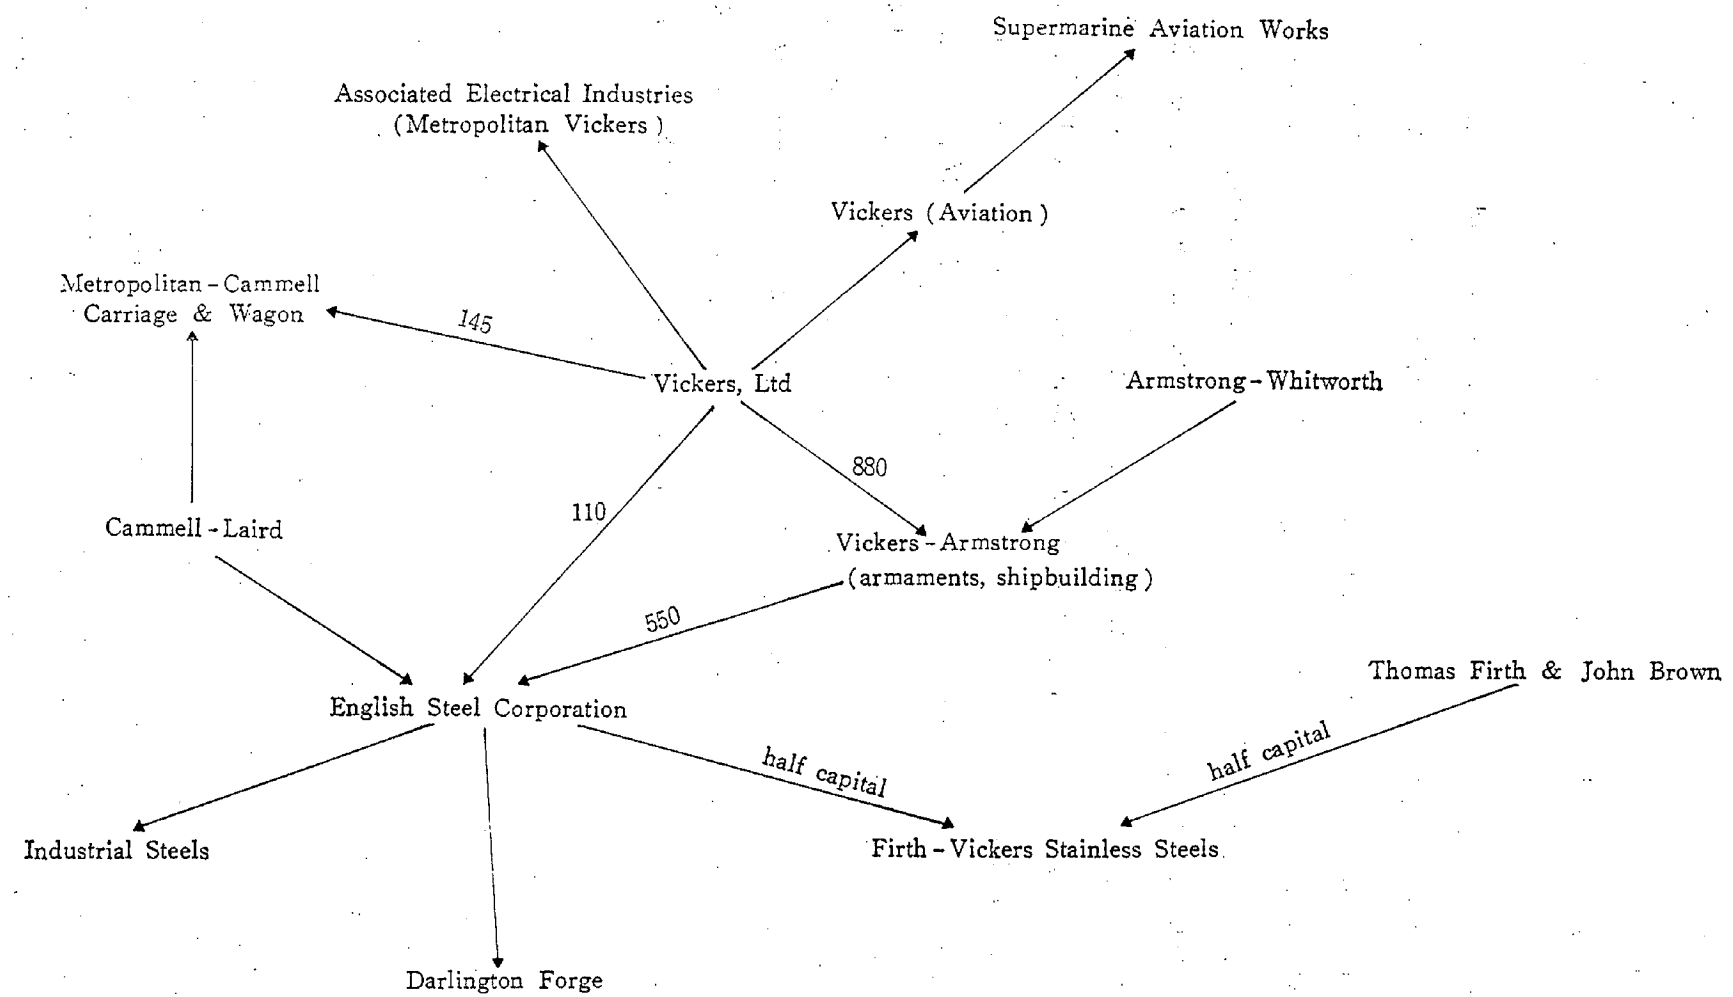 Supermarine Aviation Works
Associated Electrical Industries
(Metropolitan Vickers)
Vickers (Aviation)
Metropolitan-Cammell
Carriage & Wagon
145
Vickers, Ltd
Armstrong-Whitworth
880
110
Cammell-Laird
Vickers-Armstrong
(armaments, shipbuilding)
550
Thomas Firth & John Brown
English Steel Corporation
half capital
half capital
Industrial Steels
Firth-Vickers Stainless Steels
Darlington Forge